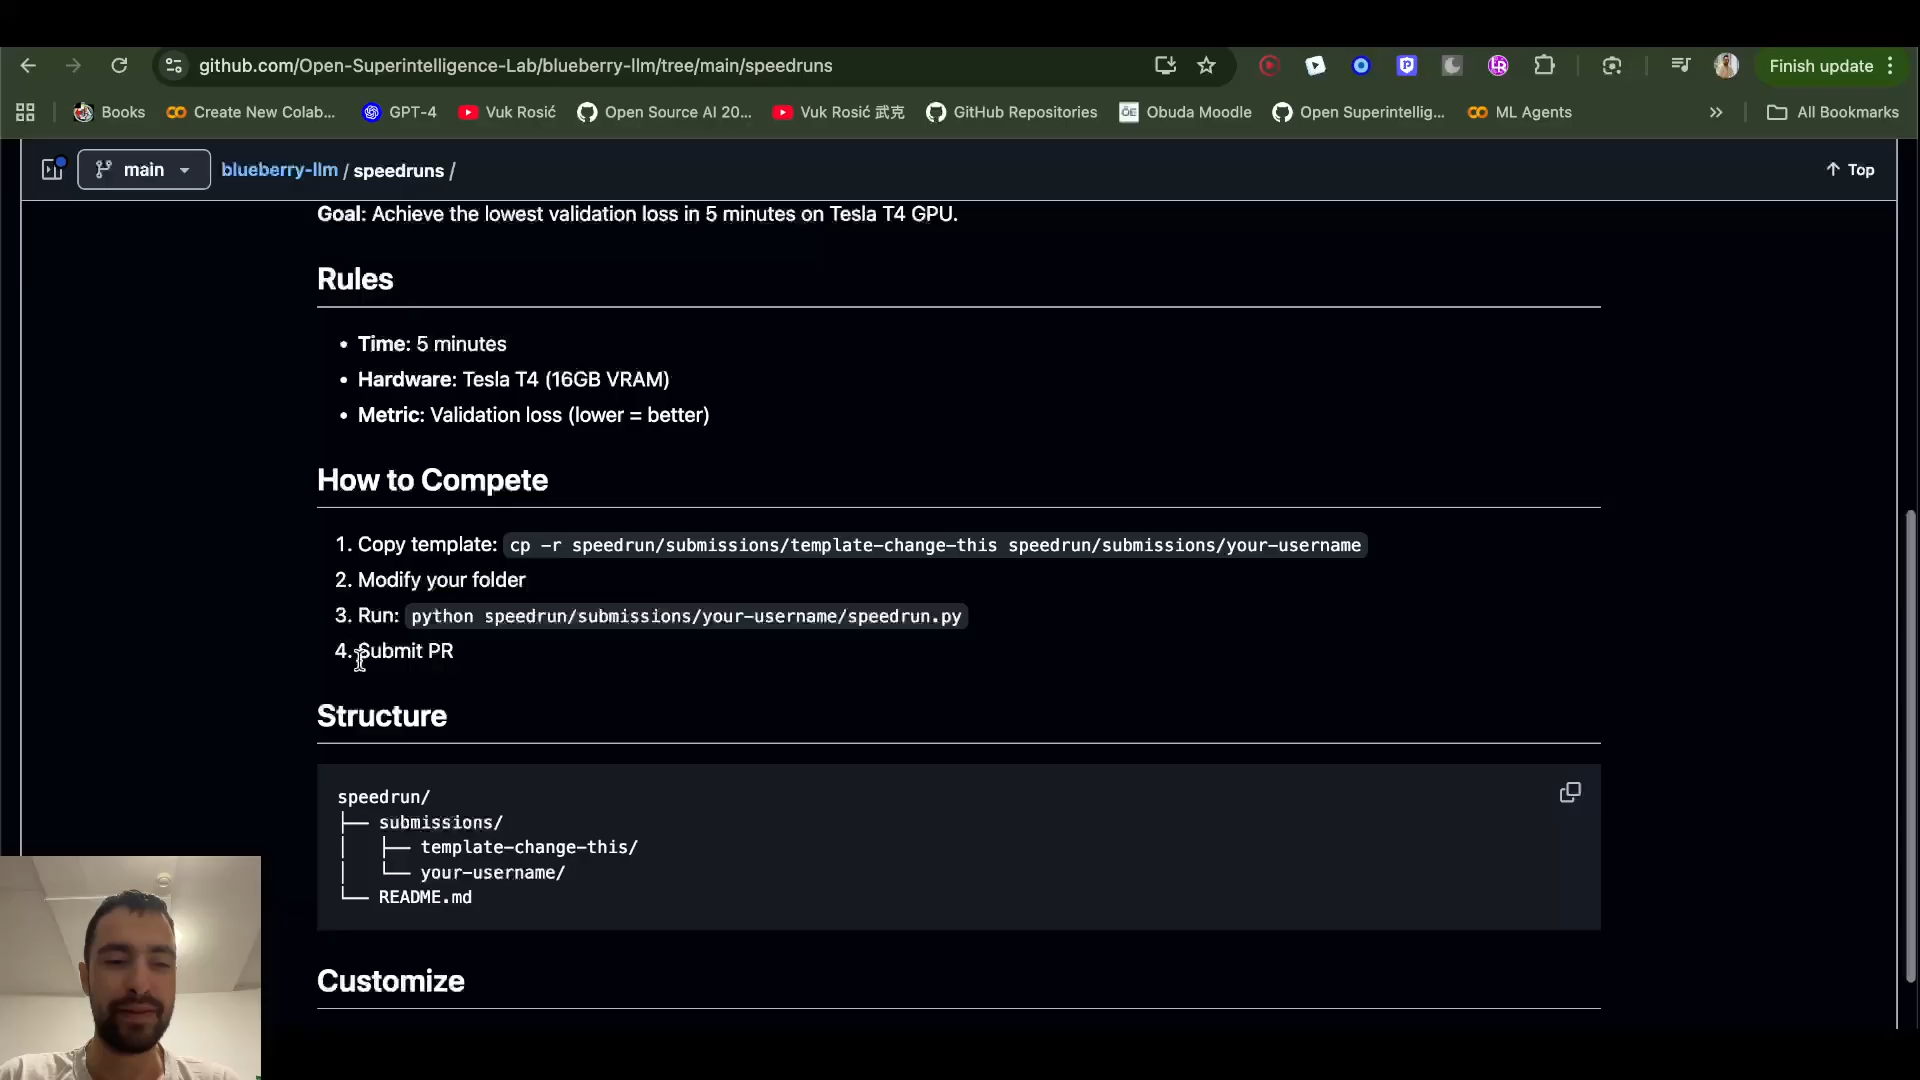 github.com/Open-Superintelligence-Lab/blueberry-llm/tree/main/speedruns
Finish update
Books
Create New Colab...
GPT-4
Vuk Rosić
Open Source AI 20...
Vuk Rosić 武克
GitHub Repositories
Obuda Moodle
Open Superintellig...
ML Agents
All Bookmarks
main
blueberry-llm / speedruns /
Top
Goal: Achieve the lowest validation loss in 5 minutes on Tesla T4 GPU.
Rules
• Time: 5 minutes
• Hardware: Tesla T4 (16GB VRAM)
• Metric: Validation loss (lower = better)
How to Compete
1. Copy template: cp -r speedrun/submissions/template-change-this speedrun/submissions/your-username
2. Modify your folder
3. Run: python speedrun/submissions/your-username/speedrun.py
4. Submit PR
Structure
speedrun/
├── submissions/
│   ├── template-change-this/
│   └── your-username/
└── README.md
Customize